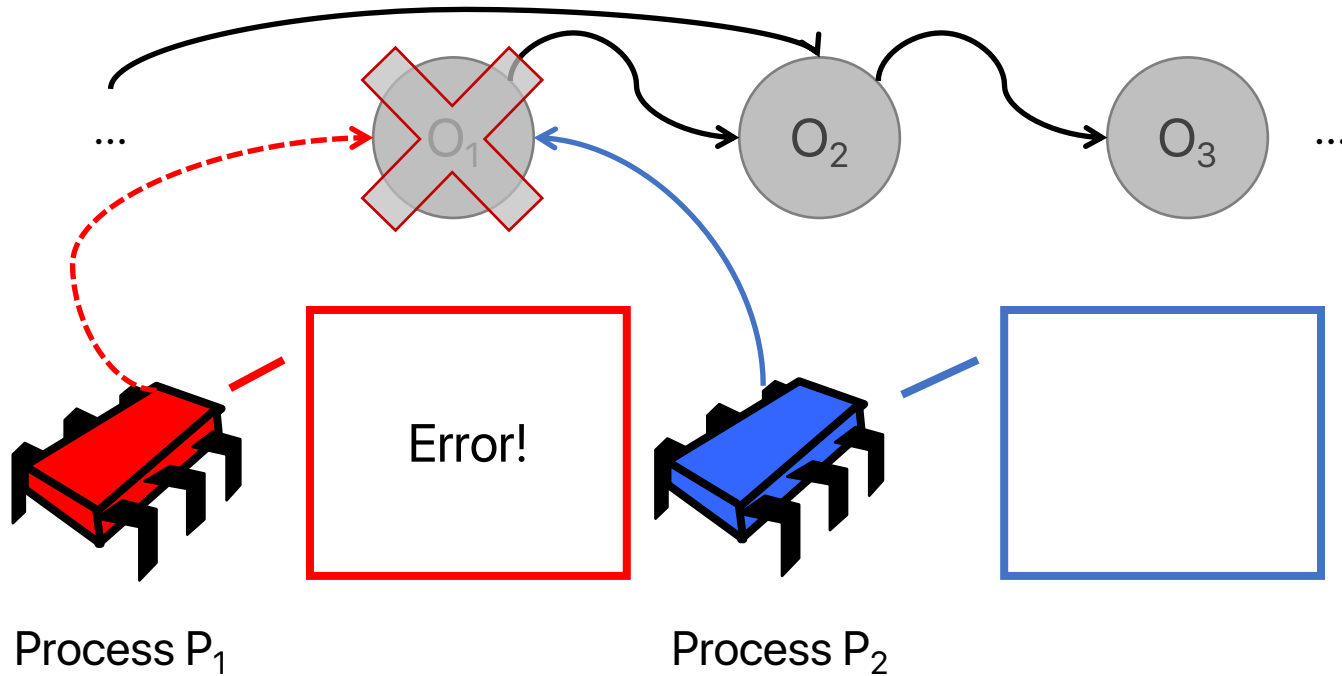 ... O₁ O₂ O₃ ...
Error!
Process P₁ Process P₂